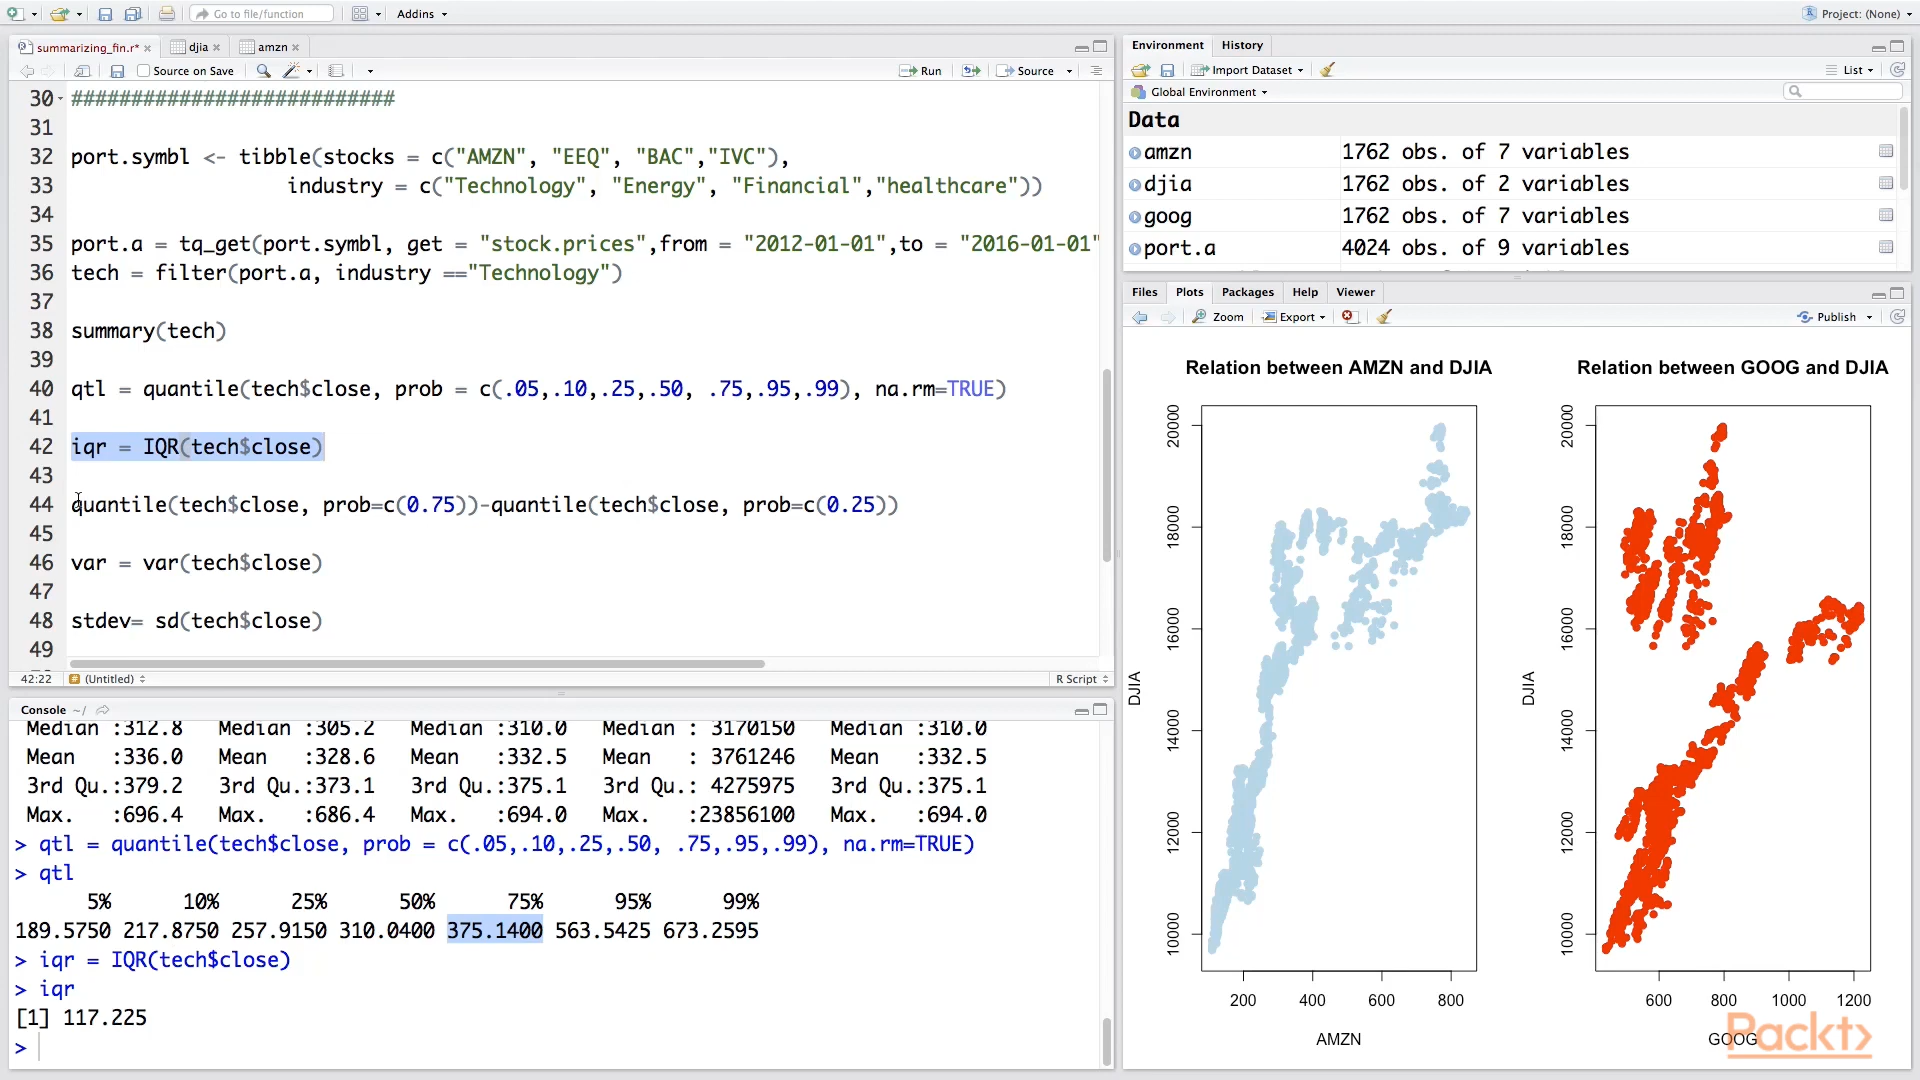 Go to file/function
Addins
Project: (None)
summarizing_fin.r*
djia
amzn
Source on Save
Run
Source
30 ###########################
31
32 port.symbl <- tibble(stocks = c("AMZN", "EEQ", "BAC","IVC"),
33 industry = c("Technology", "Energy", "Financial","healthcare"))
34
35 port.a = tq_get(port.symbl, get = "stock.prices",from = "2012-01-01",to = "2016-01-01"
36 tech = filter(port.a, industry =="Technology")
37
38 summary(tech)
39
40 qtl = quantile(tech$close, prob = c(.05,.10,.25,.50, .75,.95,.99), na.rm=TRUE)
41
42 iqr = IQR(tech$close)
43
44 quantile(tech$close, prob=c(0.75))-quantile(tech$close, prob=c(0.25))
45
46 var = var(tech$close)
47
48 stdev= sd(tech$close)
49
42:22 (Untitled) R Script
Console ~/
Median :312.8 Median :305.2 Median :310.0 Median : 3170150 Median :310.0
Mean :336.0 Mean :328.6 Mean :332.5 Mean : 3761246 Mean :332.5
3rd Qu.:379.2 3rd Qu.:373.1 3rd Qu.:375.1 3rd Qu.: 4275975 3rd Qu.:375.1
Max. :696.4 Max. :686.4 Max. :694.0 Max. :23856100 Max. :694.0
> qtl = quantile(tech$close, prob = c(.05,.10,.25,.50, .75,.95,.99), na.rm=TRUE)
> qtl
5% 10% 25% 50% 75% 95% 99%
189.5750 217.8750 257.9150 310.0400 375.1400 563.5425 673.2595
> iqr = IQR(tech$close)
> iqr
[1] 117.225
>
Environment History
Import Dataset List
Global Environment
Data
amzn 1762 obs. of 7 variables
djia 1762 obs. of 2 variables
goog 1762 obs. of 7 variables
port.a 4024 obs. of 9 variables
Files Plots Packages Help Viewer
Zoom Export Publish
Relation between AMZN and DJIA
20000
18000
16000
14000
12000
10000
DJIA
200 400 600 800
AMZN
Relation between GOOG and DJIA
20000
18000
16000
14000
12000
10000
DJIA
600 800 1000 1200
GOOG
Packt>